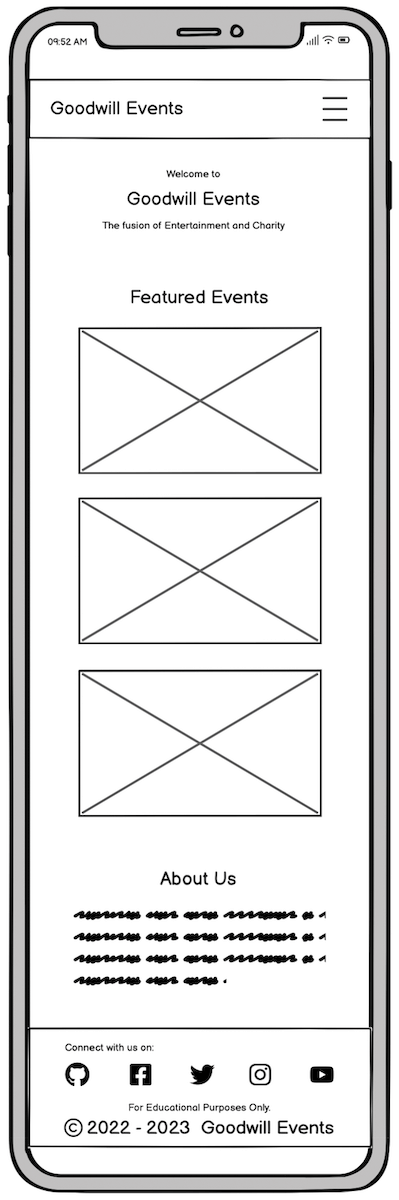 09:52 AM
Goodwill Events
Welcome to
Goodwill Events
The fusion of Entertainment and Charity
Featured Events
About Us
Connect with us on:
For Educational Purposes Only.
© 2022 - 2023 Goodwill Events